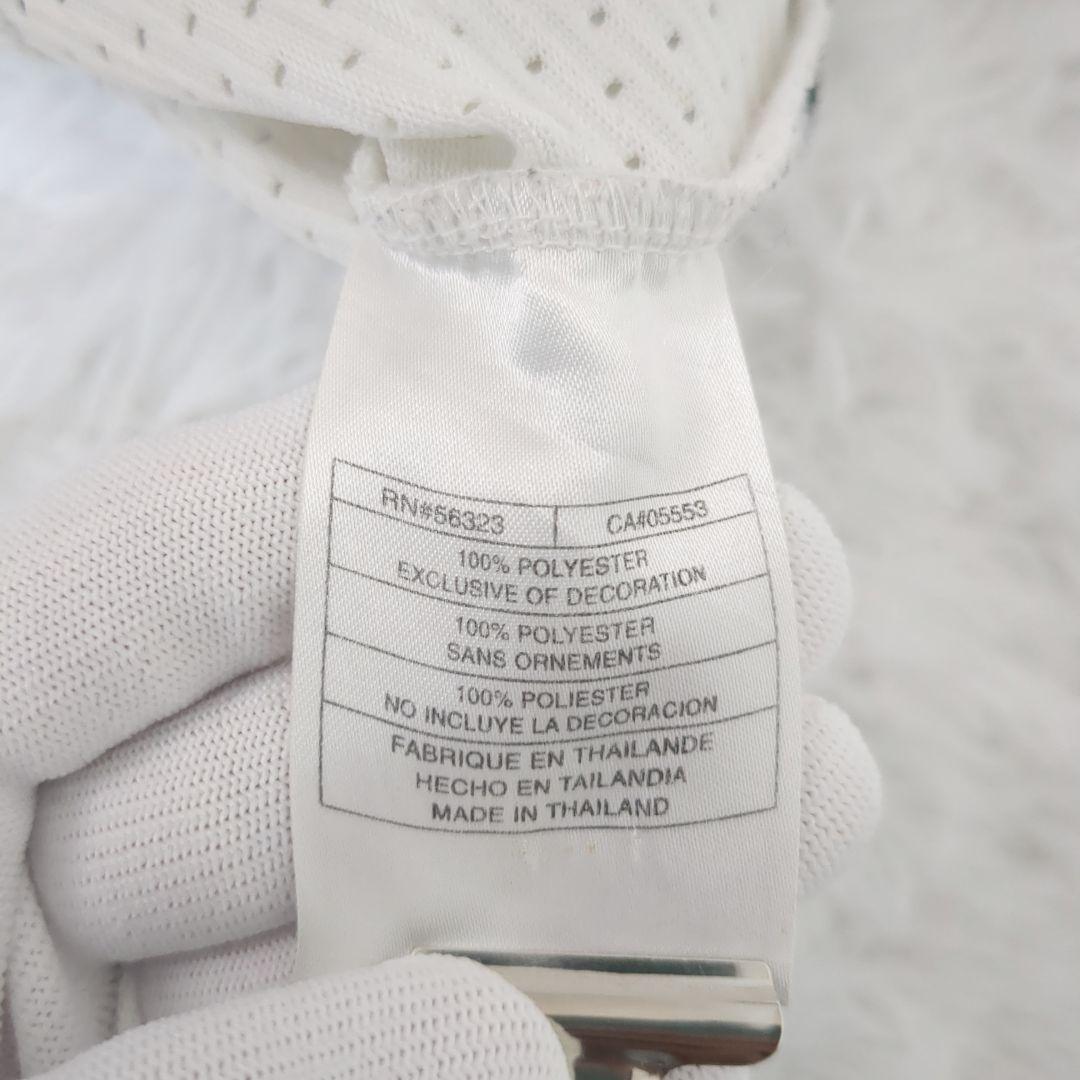 RN#56323 CA#05553
100% POLYESTER
EXCLUSIVE OF DECORATION
100% POLYESTER
SANS ORNEMENTS
100% POLIESTER
NO INCLUYE LA DECORACION
FABRIQUE EN THAILANDE
HECHO EN TAILANDIA
MADE IN THAILAND